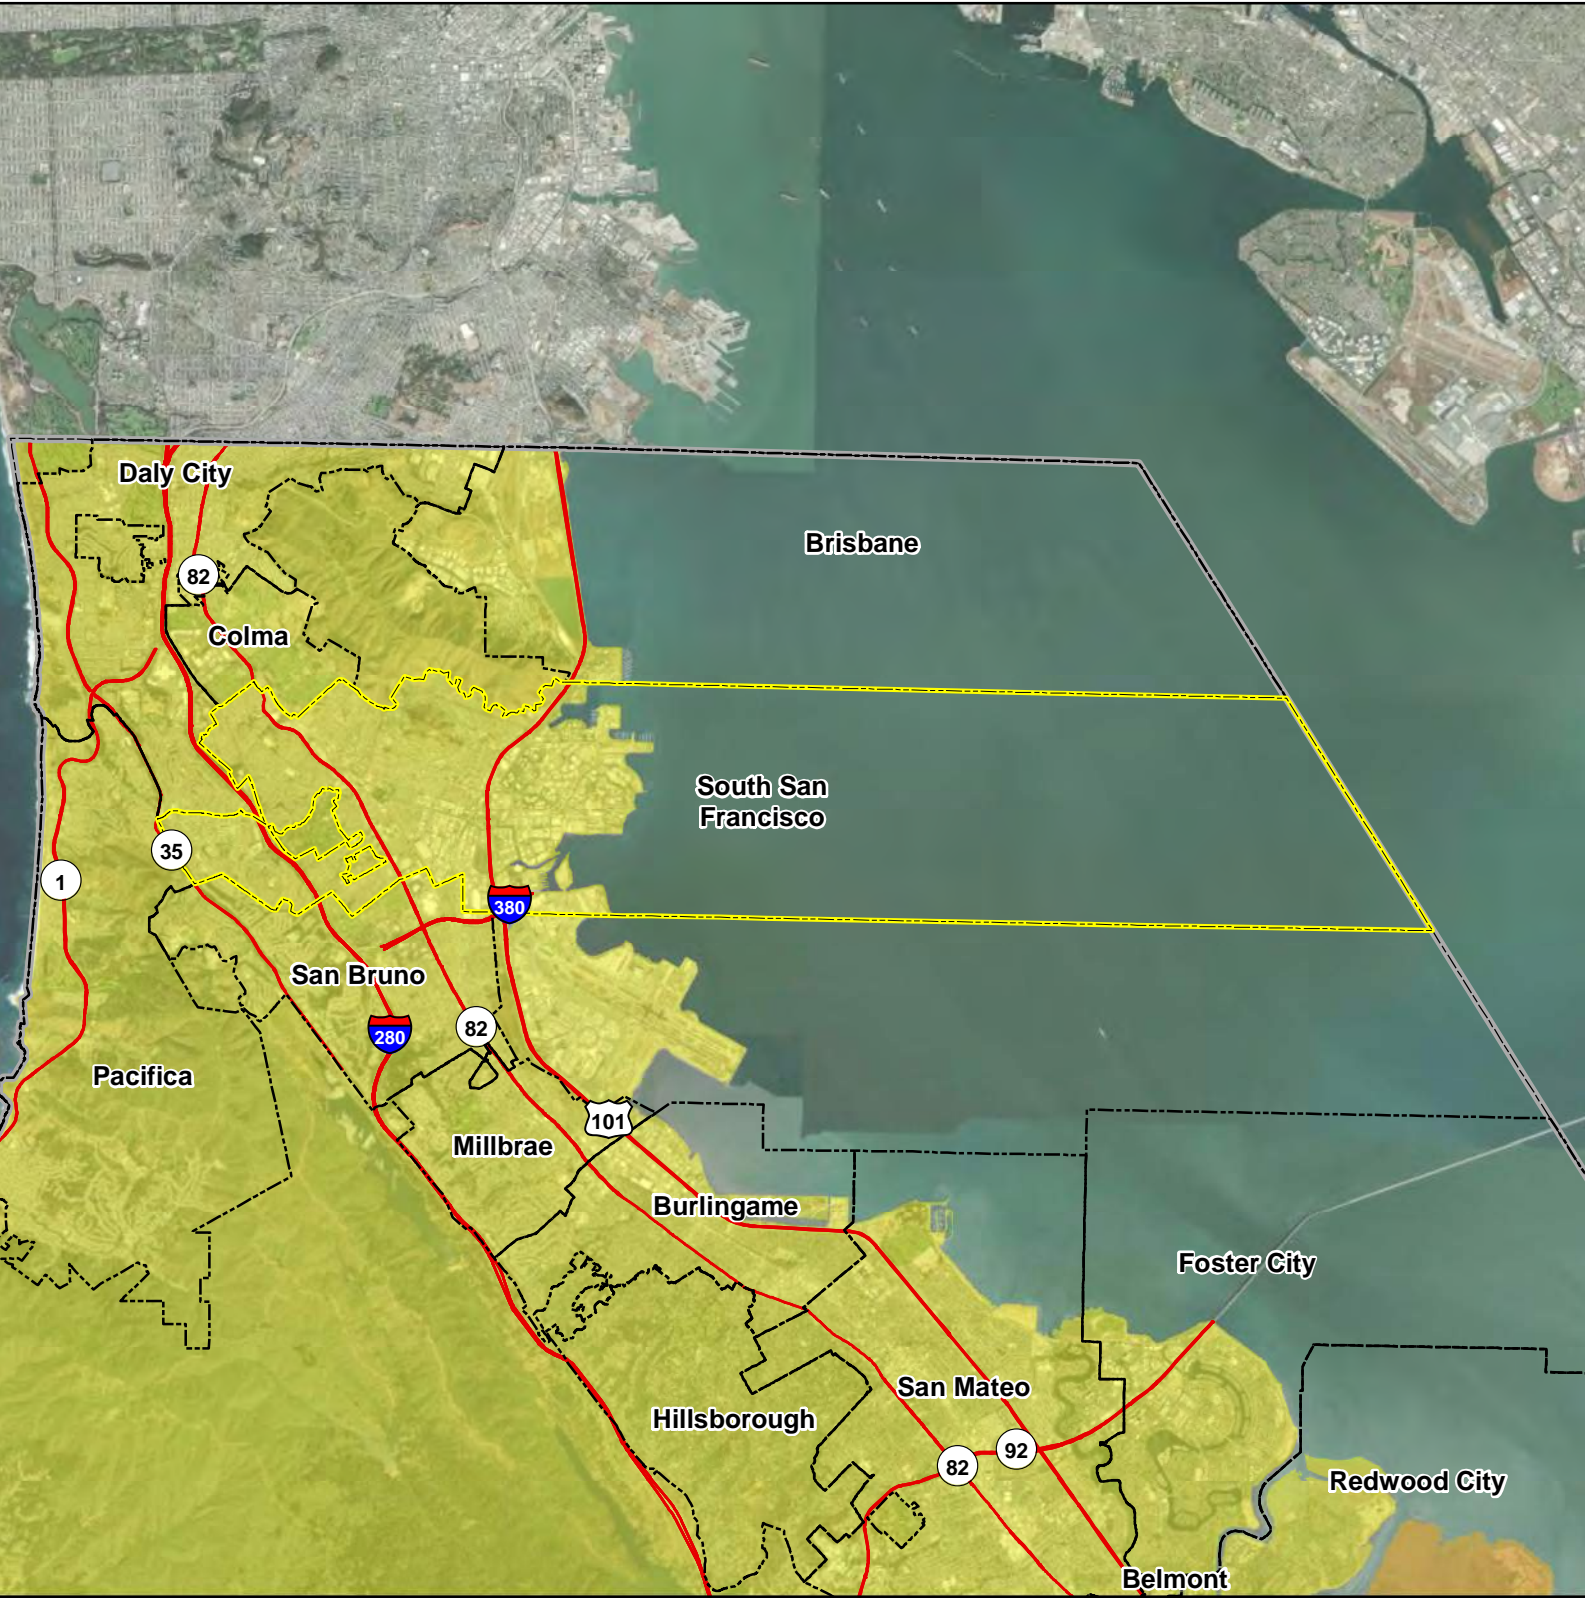 Daly City
Brisbane
82
Colma
South San
Francisco
35
1
380
San Bruno
280
82
Pacifica
101
Millbrae
Burlingame
Foster City
San Mateo
Hillsborough
92
82
Redwood City
Belmont